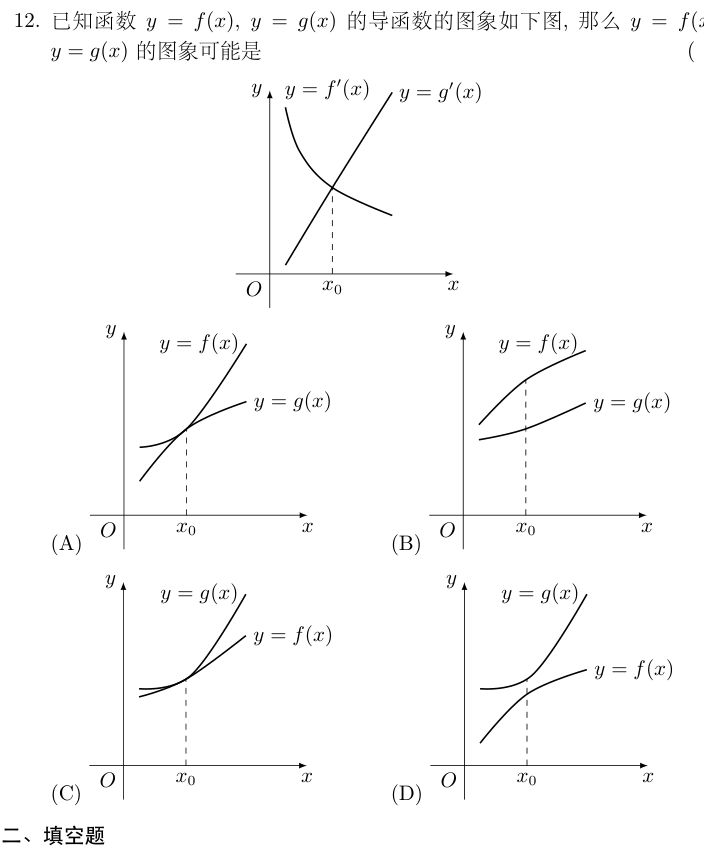 12. 已知函数 y = f(x), y = g(x) 的导函数的图象如下图, 那么 y = f(
y = g(x) 的图象可能是 (
y y = f′(x) y = g′(x)
O x₀ x
y y = f(x) y = g(x)
(A) O x₀ x
y y = f(x) y = g(x)
(B) O x₀ x
y y = g(x) y = f(x)
(C) O x₀ x
y y = g(x) y = f(x)
(D) O x₀ x
二、填空题